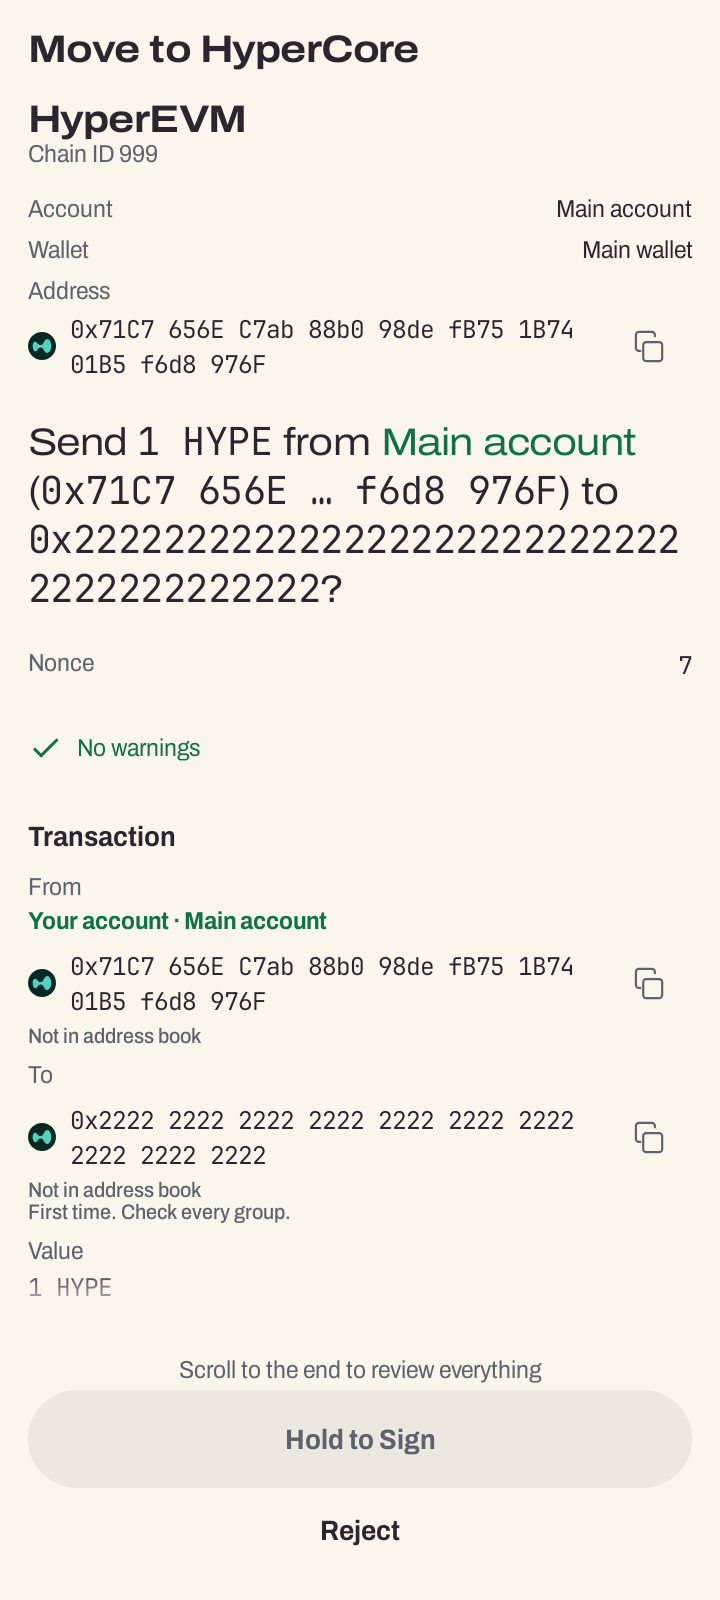 Move to HyperCore
HyperEVM
Chain ID 999
Account Main account
Wallet Main wallet
Address
0x71C7 656E C7ab 88b0 98de fB75 1B74
01B5 f6d8 976F
Send 1 HYPE from Main account
(0x71C7 656E … f6d8 976F) to
0x2222222222222222222222222222
2222222222222?
Nonce 7
No warnings
Transaction
From
Your account · Main account
0x71C7 656E C7ab 88b0 98de fB75 1B74
01B5 f6d8 976F
Not in address book
To
0x2222 2222 2222 2222 2222 2222 2222
2222 2222 2222
Not in address book
First time. Check every group.
Value
1 HYPE
Scroll to the end to review everything
Hold to Sign
Reject